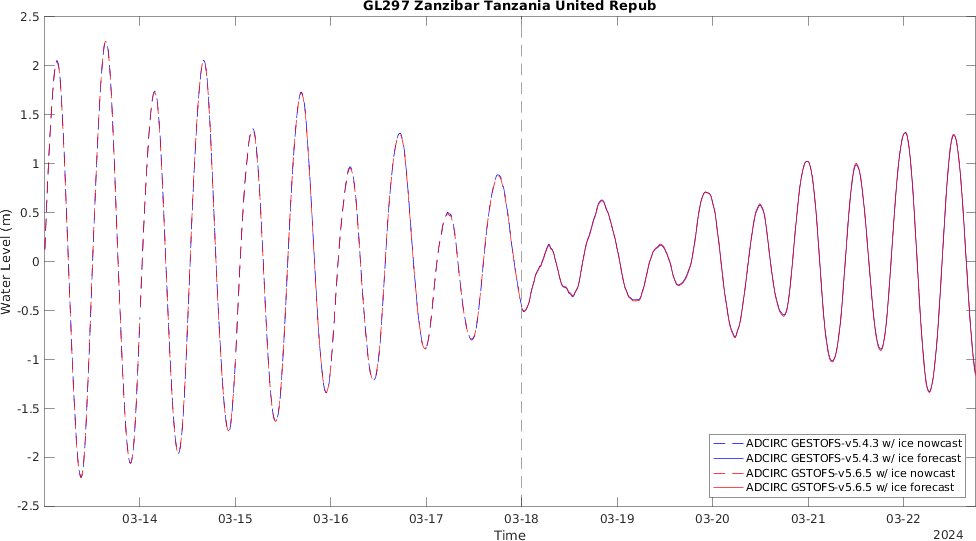 GL297 Zanzibar Tanzania United Repub
2.5
2
1.5
1
0.5
0
-0.5
-1
-1.5
-2
-2.5
Water Level (m)
ADCIRC GESTOFS-v5.4.3 w/ ice nowcast
ADCIRC GESTOFS-v5.4.3 w/ ice forecast
ADCIRC GSTOFS-v5.6.5 w/ ice nowcast
ADCIRC GSTOFS-v5.6.5 w/ ice forecast
03-14 03-15 03-16 03-17 03-18 03-19 03-20 03-21 03-22
Time
2024